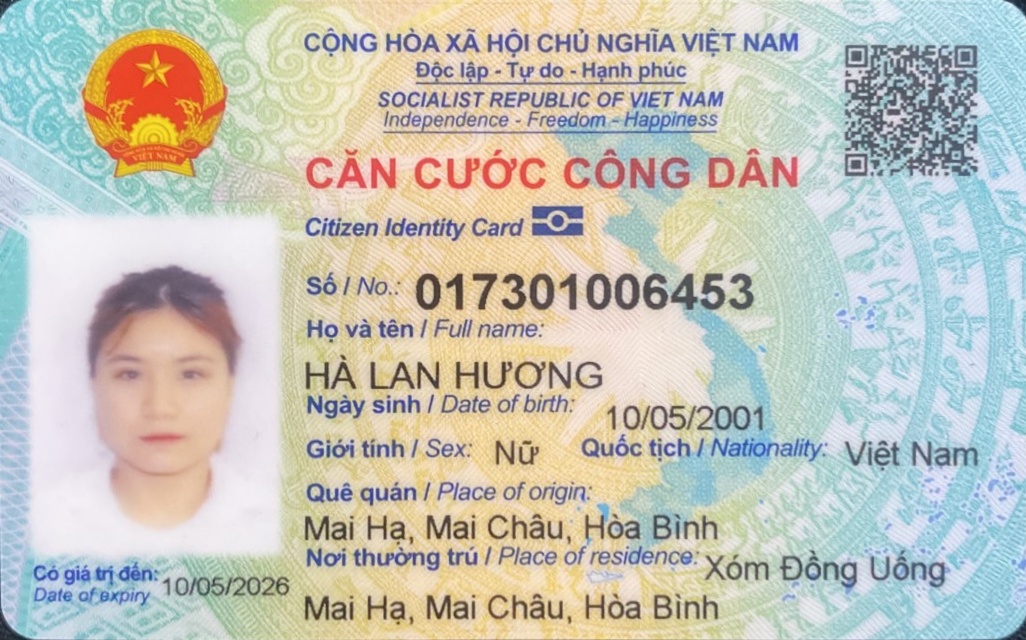 CỘNG HÒA XÃ HỘI CHỦ NGHĨA VIỆT NAM
Độc lập - Tự do - Hạnh phúc
SOCIALIST REPUBLIC OF VIET NAM
Independence - Freedom - Happiness
VIỆT NAM
CĂN CƯỚC CÔNG DÂN
Citizen Identity Card
Số / No.: 017301006453
Họ và tên / Full name:
HÀ LAN HƯƠNG
Ngày sinh / Date of birth: 10/05/2001
Giới tính / Sex: Nữ Quốc tịch / Nationality: Việt Nam
Quê quán / Place of origin:
Mai Hạ, Mai Châu, Hòa Bình
Nơi thường trú / Place of residence: Xóm Đồng Uống
Mai Hạ, Mai Châu, Hòa Bình
Có giá trị đến: 10/05/2026
Date of expiry